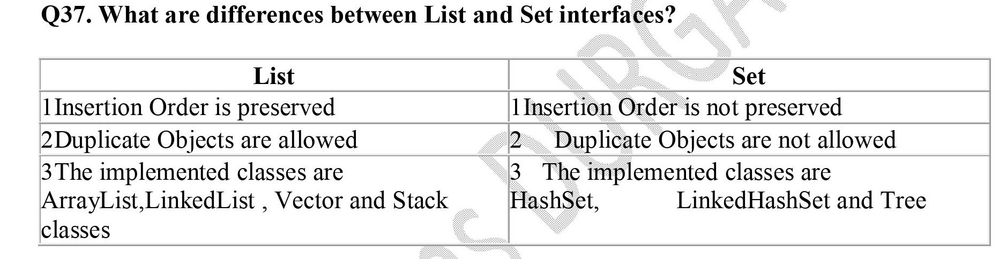 Q37. What are differences between List and Set interfaces?
List
Set
1Insertion Order is preserved
1Insertion Order is not preserved
2Duplicate Objects are allowed
2 Duplicate Objects are not allowed
3The implemented classes are
ArrayList,LinkedList , Vector and Stack
classes
3 The implemented classes are
HashSet, LinkedHashSet and Tree